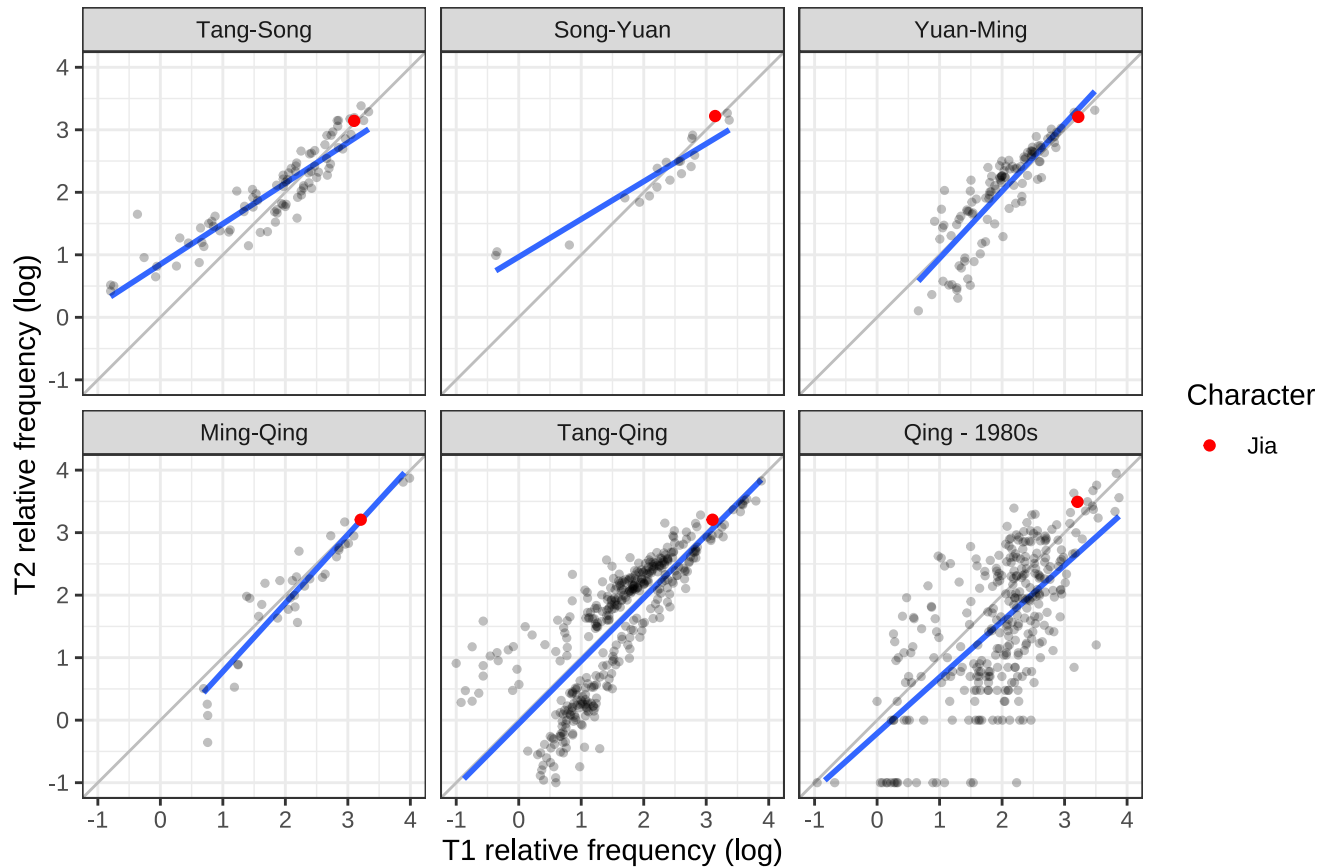 Tang-Song
Song-Yuan
Yuan-Ming
4
3
2
1
0
-1
Ming-Qing
Tang-Qing
Qing - 1980s
4
3
2
1
0
-1
-1 0 1 2 3 4
-1 0 1 2 3 4
-1 0 1 2 3 4
T1 relative frequency (log)
T2 relative frequency (log)
Character
Jia